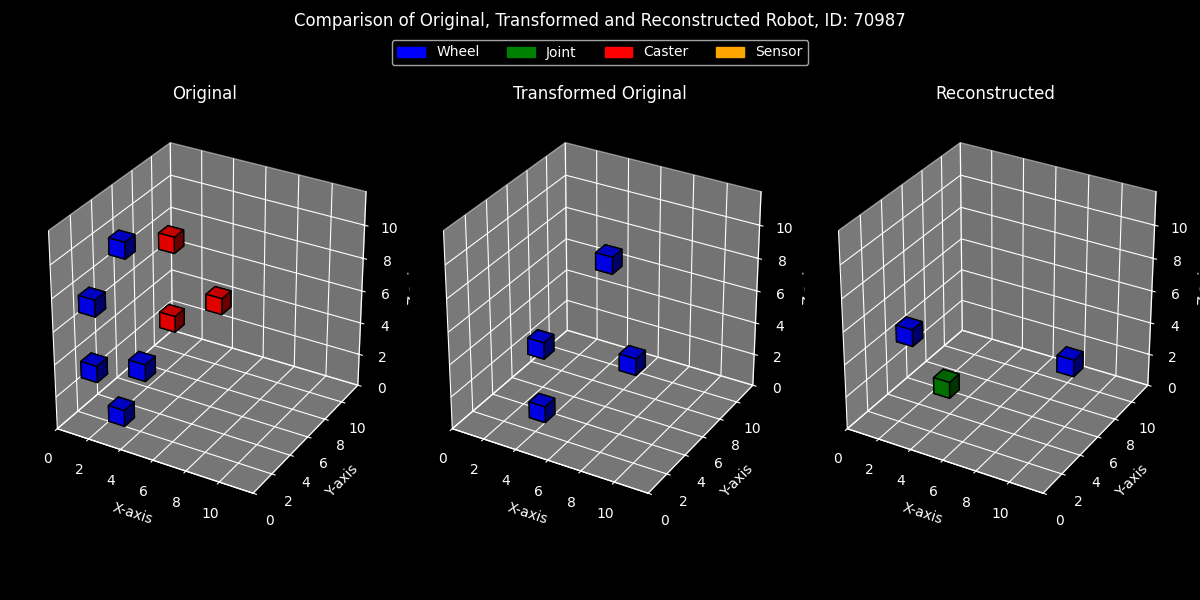 Comparison of Original, Transformed and Reconstructed Robot, ID: 70987
Wheel Joint Caster Sensor
Original Transformed Original Reconstructed
10 10 10
8 8 8
6 6 6
4 4 4
2 2 2
0 0 0
0 2 4 6 8 10 0 2 4 6 8 10 0 2 4 6 8 10
0 2 4 6 8 10 0 2 4 6 8 10 0 2 4 6 8 10
X-axis Y-axis X-axis Y-axis X-axis Y-axis